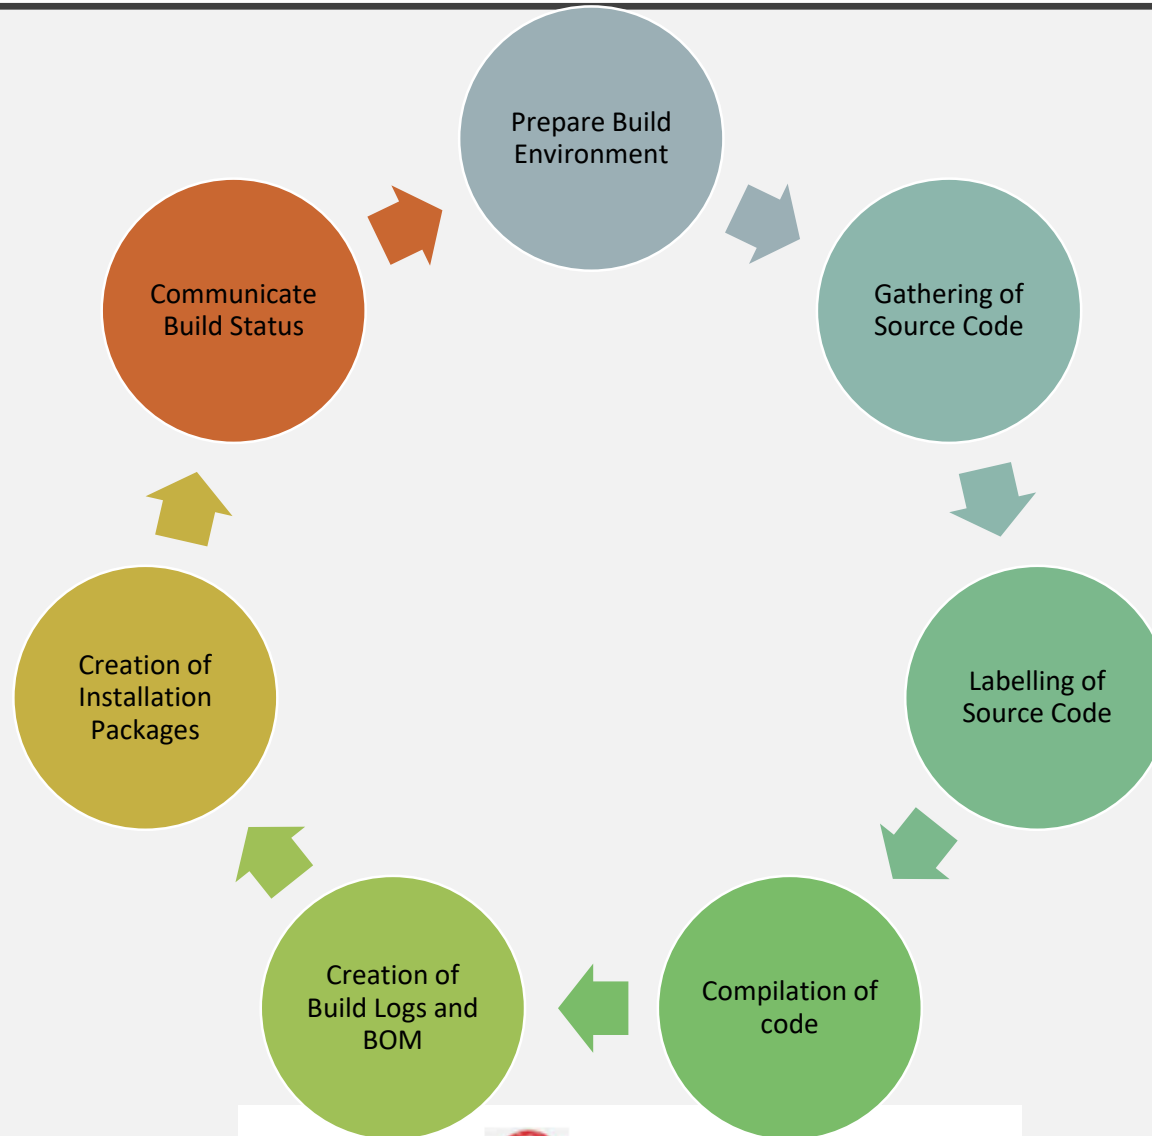 Prepare Build
Environment
Gathering of
Source Code
Labelling of
Source Code
Compilation of
code
Creation of
Build Logs and
BOM
Creation of
Installation
Packages
Communicate
Build Status